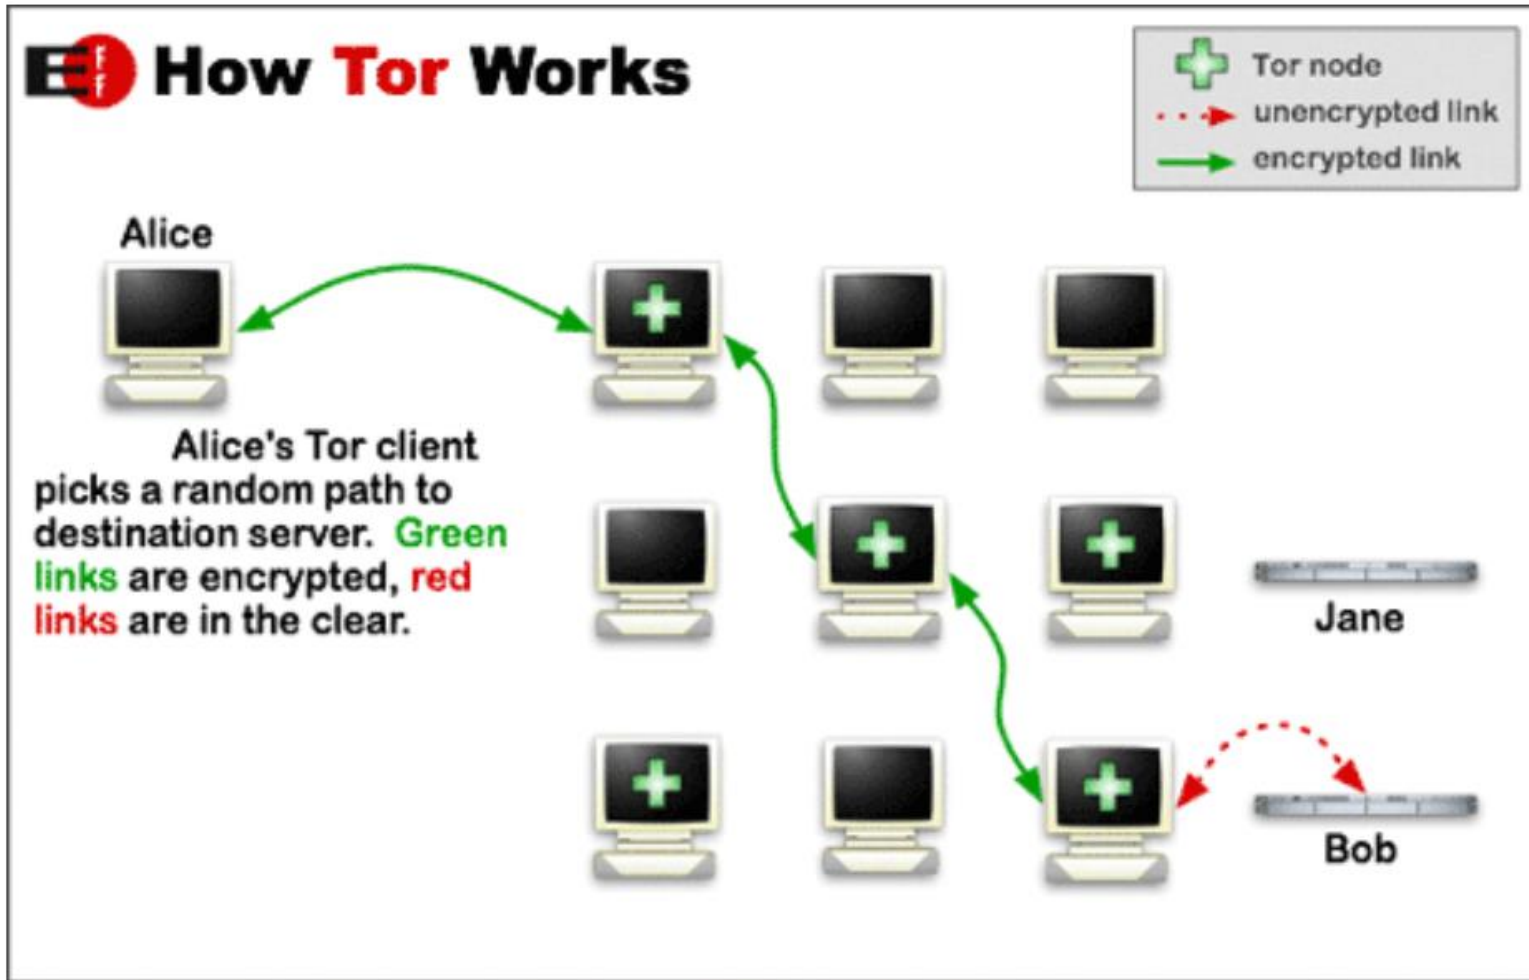 EFF How Tor Works
Tor node
unencrypted link
encrypted link
Alice
Alice's Tor client
picks a random path to
destination server. Green
links are encrypted, red
links are in the clear.
Jane
Bob